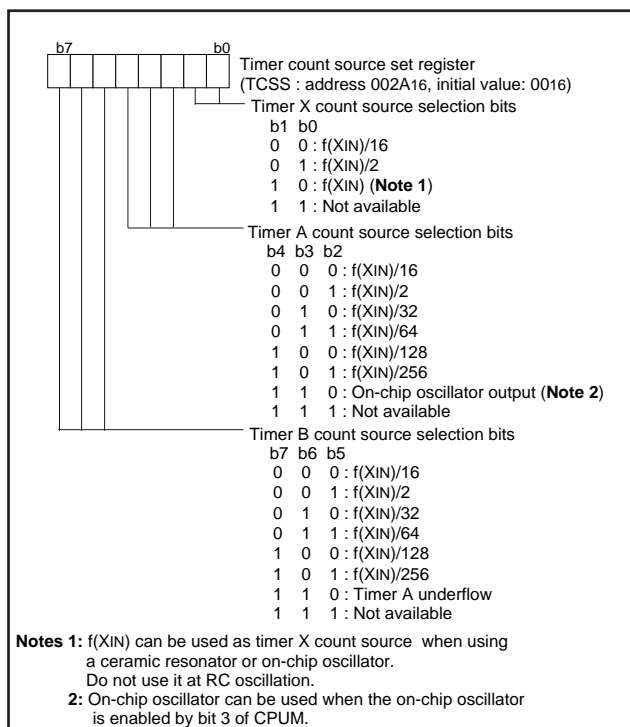 b7 b0
Timer count source set register
(TCSS : address 002A16, initial value: 0016)
Timer X count source selection bits
b1 b0
0 0 : f(XIN)/16
0 1 : f(XIN)/2
1 0 : f(XIN) (Note 1)
1 1 : Not available
Timer A count source selection bits
b4 b3 b2
0 0 0 : f(XIN)/16
0 0 1 : f(XIN)/2
0 1 0 : f(XIN)/32
0 1 1 : f(XIN)/64
1 0 0 : f(XIN)/128
1 0 1 : f(XIN)/256
1 1 0 : On-chip oscillator output (Note 2)
1 1 1 : Not available
Timer B count source selection bits
b7 b6 b5
0 0 0 : f(XIN)/16
0 0 1 : f(XIN)/2
0 1 0 : f(XIN)/32
0 1 1 : f(XIN)/64
1 0 0 : f(XIN)/128
1 0 1 : f(XIN)/256
1 1 0 : Timer A underflow
1 1 1 : Not available
Notes 1: f(XIN) can be used as timer X count source when using
a ceramic resonator or on-chip oscillator.
Do not use it at RC oscillation.
2: On-chip oscillator can be used when the on-chip oscillator
is enabled by bit 3 of CPUM.